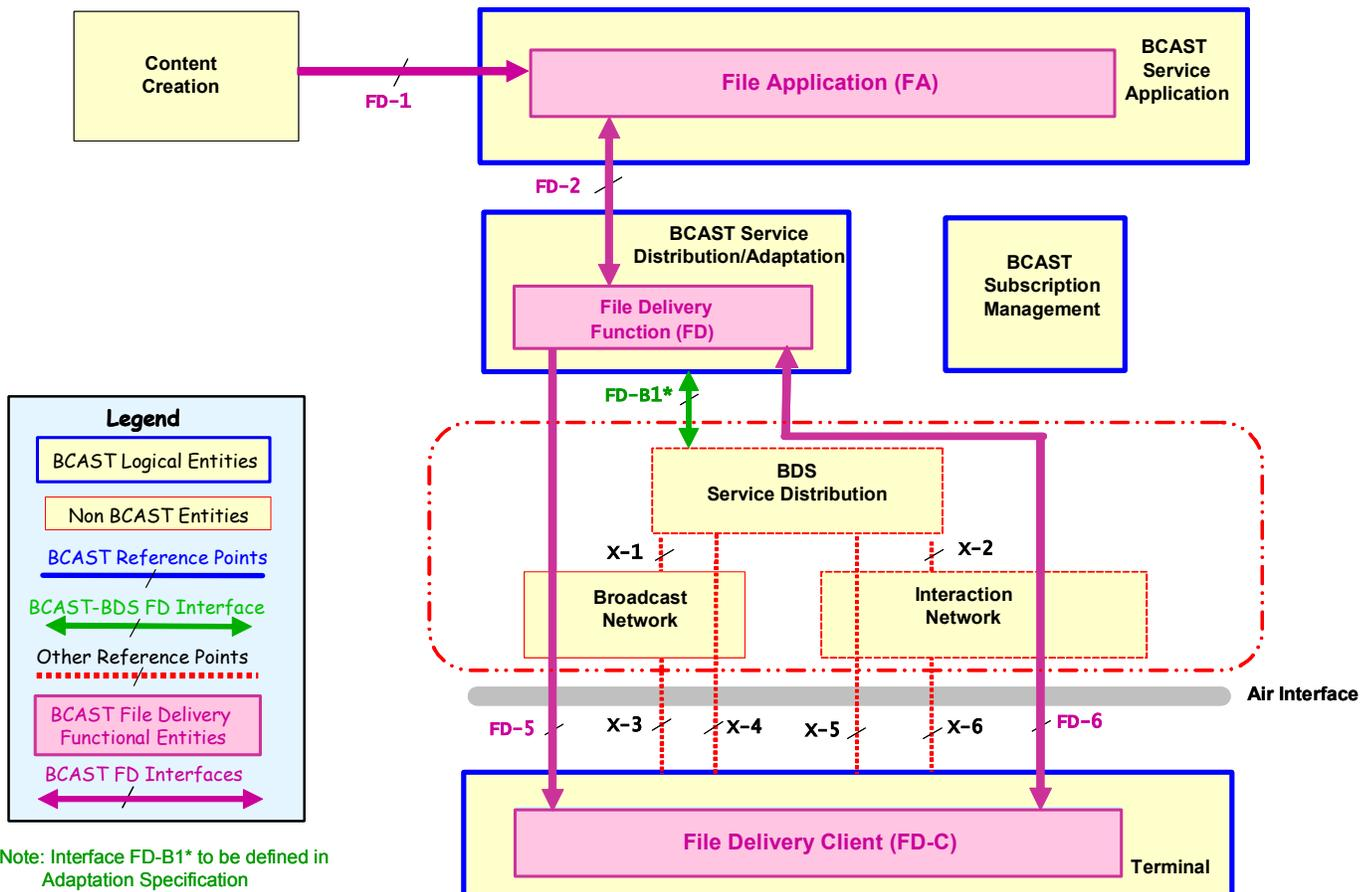 Content
Creation
FD-1
File Application (FA)
BCAST
Service
Application
FD-2
BCAST Service
Distribution/Adaptation
File Delivery
Function (FD)
BCAST
Subscription
Management
FD-B1*
BDS
Service Distribution
X-1
X-2
Broadcast
Network
Interaction
Network
Air Interface
FD-5
X-3
X-4
X-5
X-6
FD-6
File Delivery Client (FD-C)
Terminal
Legend
BCAST Logical Entities
Non BCAST Entities
BCAST Reference Points
BCAST-BDS FD Interface
Other Reference Points
BCAST File Delivery
Functional Entities
BCAST FD Interfaces
Note: Interface FD-B1* to be defined in
Adaptation Specification